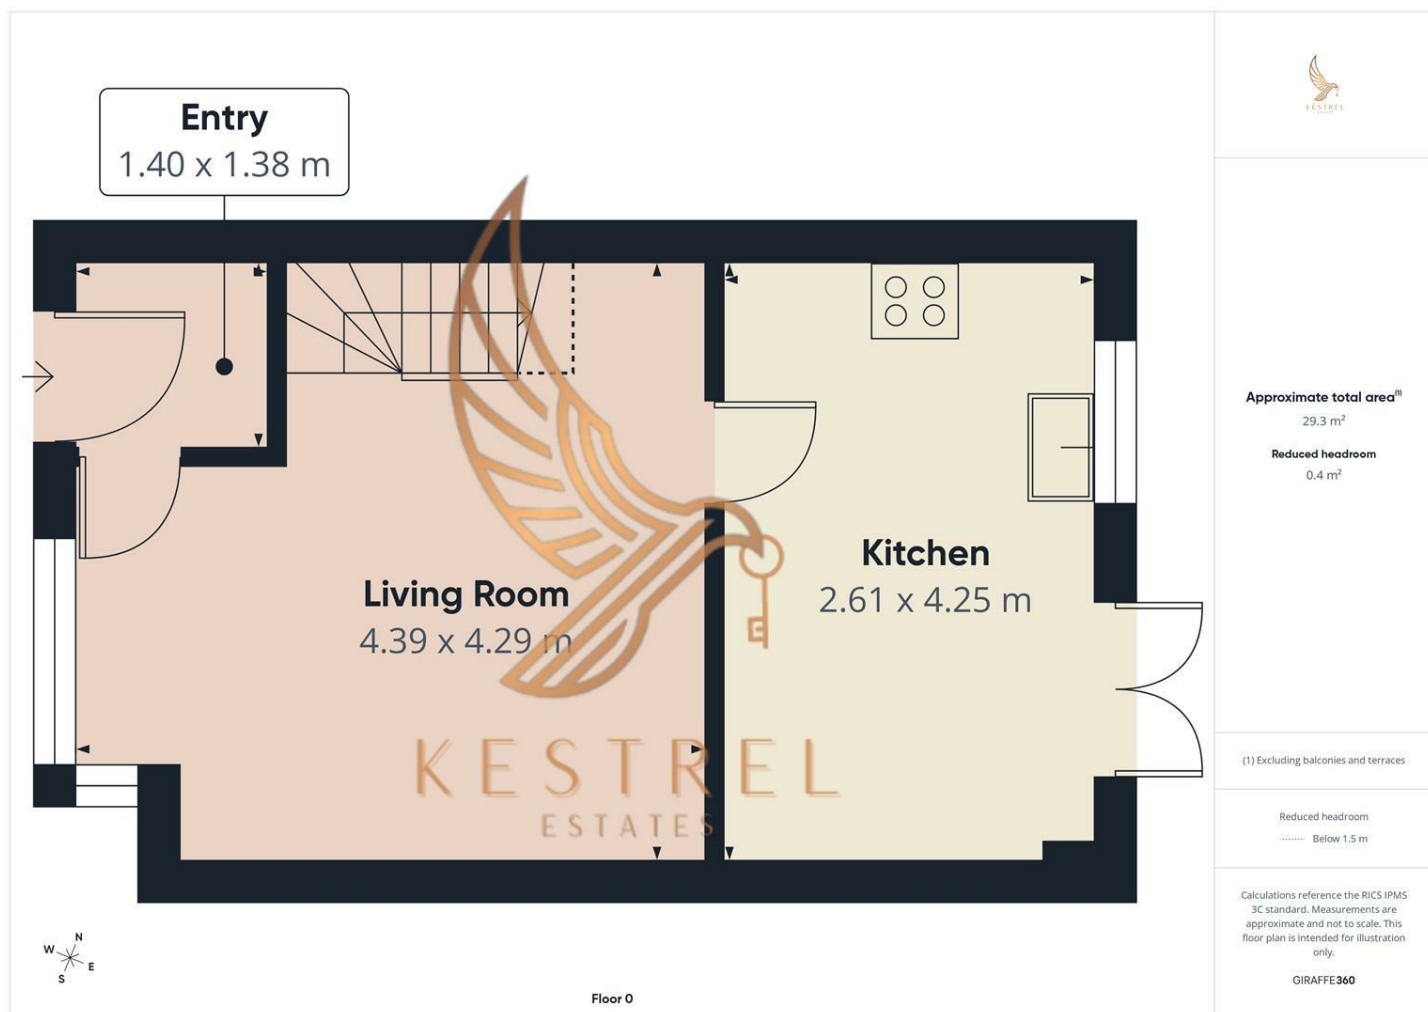 Entry
1.40 x 1.38 m
Living Room
4.39 x 4.29 m
Kitchen
2.61 x 4.25 m
KESTREL
ESTATES
N
W
E
S
Floor 0
KESTREL
Approximate total area(1)
29.3 m²
Reduced headroom
0.4 m²
(1) Excluding balconies and terraces
Reduced headroom
Below 1.5 m
Calculations reference the RICS IPMS
3C standard. Measurements are
approximate and not to scale. This
floor plan is intended for illustration
only.
GIRAFFE360